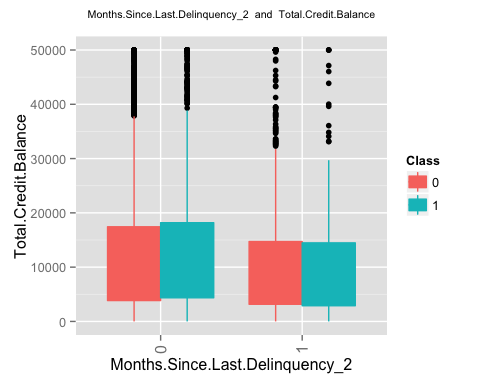 Months.Since.Last.Delinquency_2 and Total.Credit.Balance
50000
40000
30000
20000
10000
0
Total.Credit.Balance
0
1
Months.Since.Last.Delinquency_2
Class
0
1